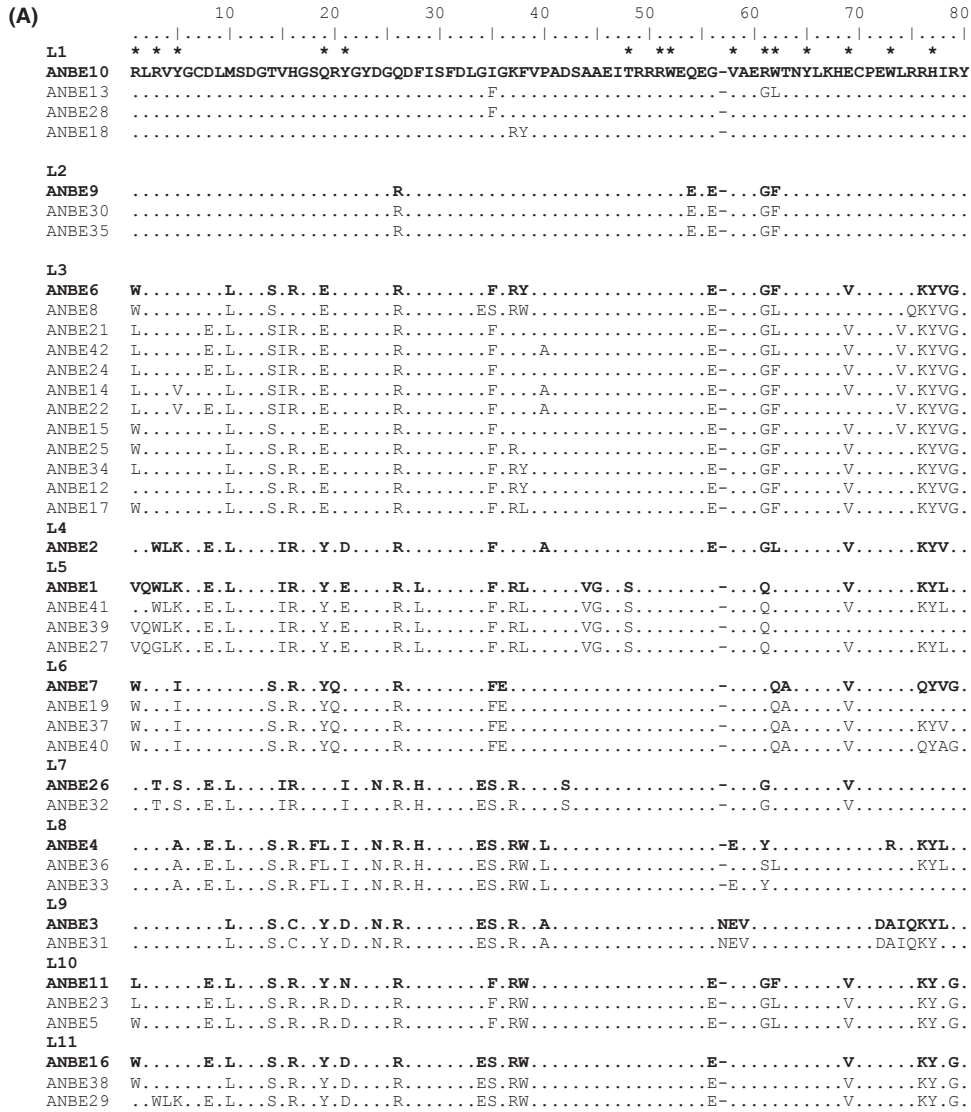 (A)
10 20 30 40 50 60 70 80
| | | | | | | | | | | | | | | |
L1 * * * * * * ** * ** * * * *
ANBE10 RLRVYGCDLMSDGTVHGSQRYGYDGQDFISFDLGIGKFVPADSAAEITRRRWEQEG-VAERWTNYLKHECPEWLRRHIRY
ANBE13 ..................................F.....................-...GL..................
ANBE28 ..................................F.....................-.......................
ANBE18 ....................................RY..................-.......................
L2
ANBE9 .........................R...........................E.E-...GF..................
ANBE30 .........................R...........................E.E-...GF..................
ANBE35 .........................R...........................E.E-...GF..................
L3
ANBE6 W........L...S.R..E......R........F.RY.................E-...GF......V......KYVG.
ANBE8 W........L...S....E......R.......ES.RW.................E-...GL............QKYVG.
ANBE21 L......E.L...SIR..E......R........F....................E-...GL......V....V.KYVG.
ANBE42 L......E.L...SIR..E......R........F....A...............E-...GL......V....V.KYVG.
ANBE24 L......E.L...SIR..E......R........F....................E-...GF......V....V.KYVG.
ANBE14 L...V....L...SIR..E......R........F....A...............E-...GF......V....V.KYVG.
ANBE22 L...V..E.L...SIR..E......R........F....A...............E-...GF......V....V.KYVG.
ANBE15 W........L...S....E......R........F....................E-...GF......V....V.KYVG.
ANBE25 W........L...S.R..E......R........F.R..................E-...GF......V......KYVG.
ANBE34 L........L...S.R..E......R........F.RY.................E-...GF......V......KYVG.
ANBE12 .........L...S.R..E......R........F.RY.................E-...GF......V......KYVG.
ANBE17 W........L...S.R..E......R........F.RL.................E-...GF......V......KYVG.
L4
ANBE2 ..WLK..E.L....IR..Y.D....R........F....A...............E-...GL......V......KYV..
L5
ANBE1 VQWLK..E.L....IR..Y.E....R.L......F.RL.....VG..S........-...Q.......V......KYL..
ANBE41 ..WLK..E.L....IR..Y.E....R........F.RL.....VG..S........-...Q.......V......KYL..
ANBE39 VQWLK..E.L....IR..Y.E....R.L......F.RL.....VG..S........-...Q...................
ANBE27 VQGLK..E.L....IR..Y.E....R.L......F.RL.....VG..S........-...Q..............KYL..
L6
ANBE7 W...I........S.R..YQ.....R........FE....................-....QA.....V......QYVG.
ANBE19 W...I........S.R..YQ.....R........FE....................-....QA.....V...........
ANBE37 W...I........S.R..YQ.....R........FE....................-....QA.....V......KYV..
ANBE40 W...I........S.R..YQ.....R........FE....................-....QA.....V......QYAG.
L7
ANBE26 ..T.S..E.L....IR....I..N.R.H.....ES.R....S..............-...G.......V...........
ANBE32 ..T.S..E.L....IR....I..N.R.H.....ES.R....S..............-...G.......V...........
L8
ANBE4 ....A..E.L...S.R.FL.I..N.R.H.....ES.RW.L................-E..Y...........R..KYL..
ANBE36 ....A..E.L...S.R.FL.I..N.R.H.....ES.RW.L................-...SL.............KYL..
ANBE33 ....A..E.L...S.R.FL.I..N.R.H.....ES.RW.L................-E..Y...................
L9
ANBE3 .........L...S.C..Y.D..N.R.......ES.R..A................NEV............DAIQKYL..
ANBE31 .........L...S.C..Y.D..N.R.......ES.R..A................NEV............DAIQKY...
L10
ANBE11 L......E.L...S.R..Y.N....R........F.RW.................E-...GF......V......KY.G.
ANBE23 L......E.L...S.R..R.D....R........F.RW.................E-...GL......V......KY.G.
ANBE5 W......E.L...S.R..R.D....R........F.RW.................E-...GL......V......KY.G.
L11
ANBE16 W......E.L...S.R..Y.D....R.......ES.RW.................E-...........V......KY.G.
ANBE38 W........L...S.R..Y.D....R.......ES.RW.................E-...........V......KY.G.
ANBE29 ..WLK....L...S.R..Y.D....R.......ES.RW.................E-...........V......KY.G.